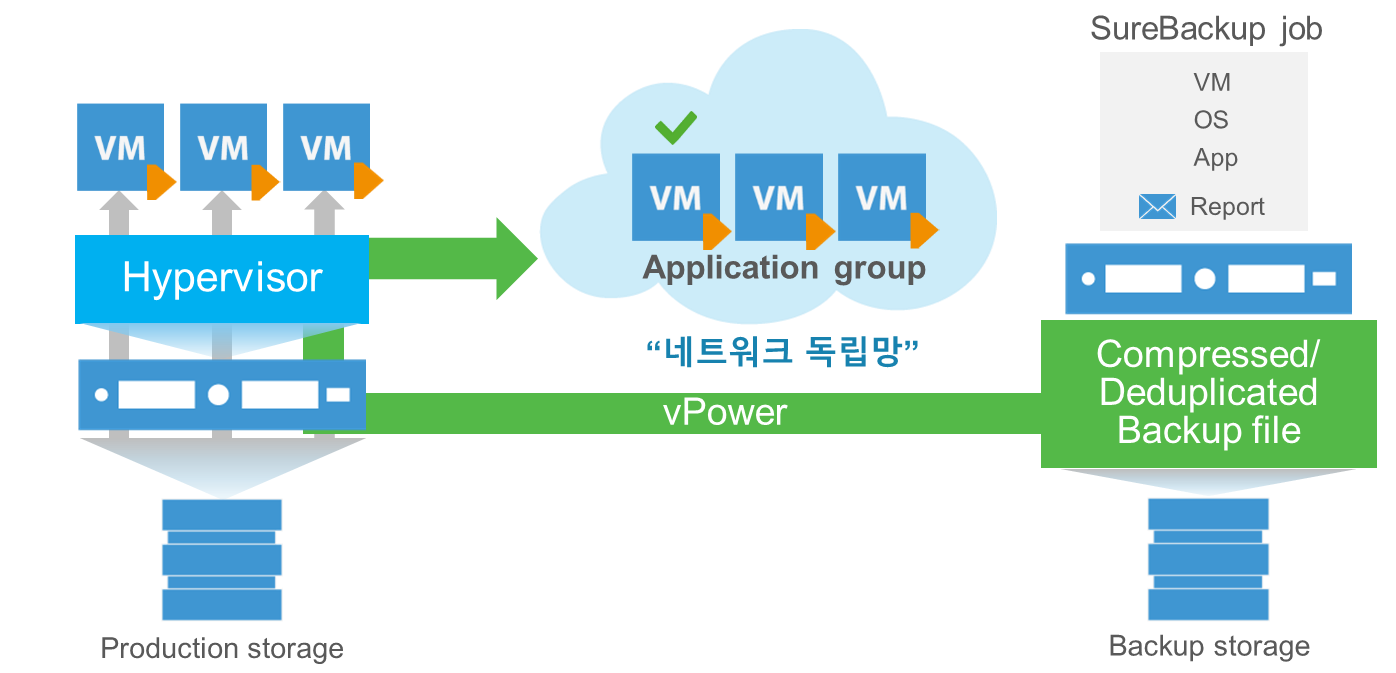 SureBackup job
VM
OS
App
Report
VM VM VM
VM VM VM
Application group
Hypervisor
“네트워크 독립망”
vPower
Compressed/
Deduplicated
Backup file
Production storage
Backup storage